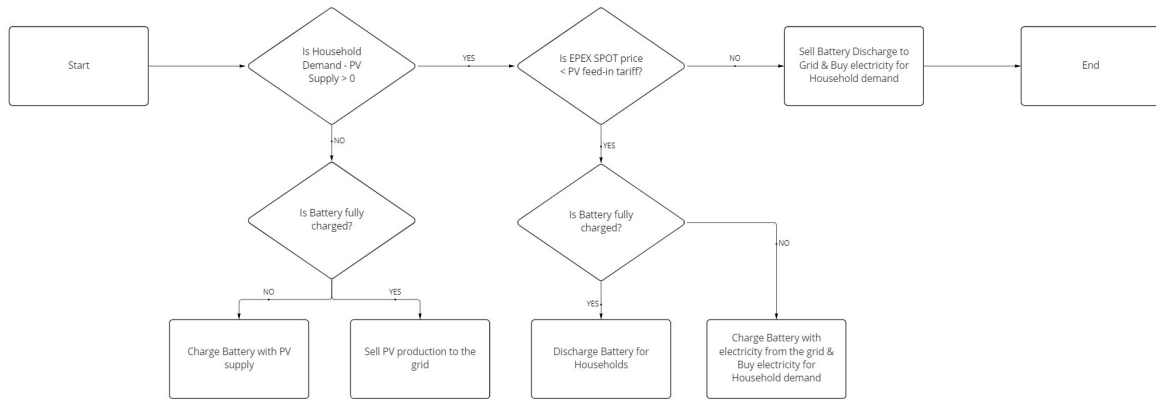 Start
Is Household
Demand - PV
Supply > 0
YES
Is EPEX SPOT price
< PV feed-in tariff?
NO
Sell Battery Discharge to
Grid & Buy electricity for
Household demand
End
NO
YES
Is Battery fully
charged?
Is Battery fully
charged?
NO
NO
YES
YES
Charge Battery with PV
supply
Sell PV production to the
grid
Discharge Battery for
Households
Charge Battery with
electricity from the grid &
Buy electricity for
Household demand